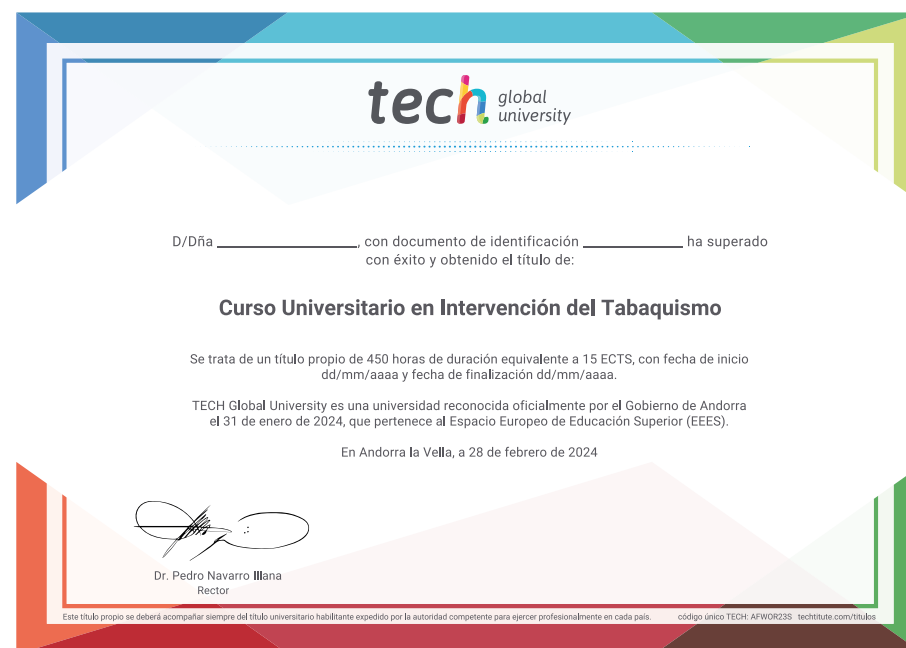 tech global
university
D/Dña ____________________, con documento de identificación ______________ ha superado
con éxito y obtenido el título de:
Curso Universitario en Intervención del Tabaquismo
Se trata de un título propio de 450 horas de duración equivalente a 15 ECTS, con fecha de inicio
dd/mm/aaaa y fecha de finalización dd/mm/aaaa.
TECH Global University es una universidad reconocida oficialmente por el Gobierno de Andorra
el 31 de enero de 2024, que pertenece al Espacio Europeo de Educación Superior (EEES).
En Andorra la Vella, a 28 de febrero de 2024
Dr. Pedro Navarro Illana
Rector
Este título propio se deberá acompañar siempre del título universitario habilitante expedido por la autoridad competente para ejercer profesionalmente en cada país. código único TECH: AFWOR23S techtitute.com/titulos